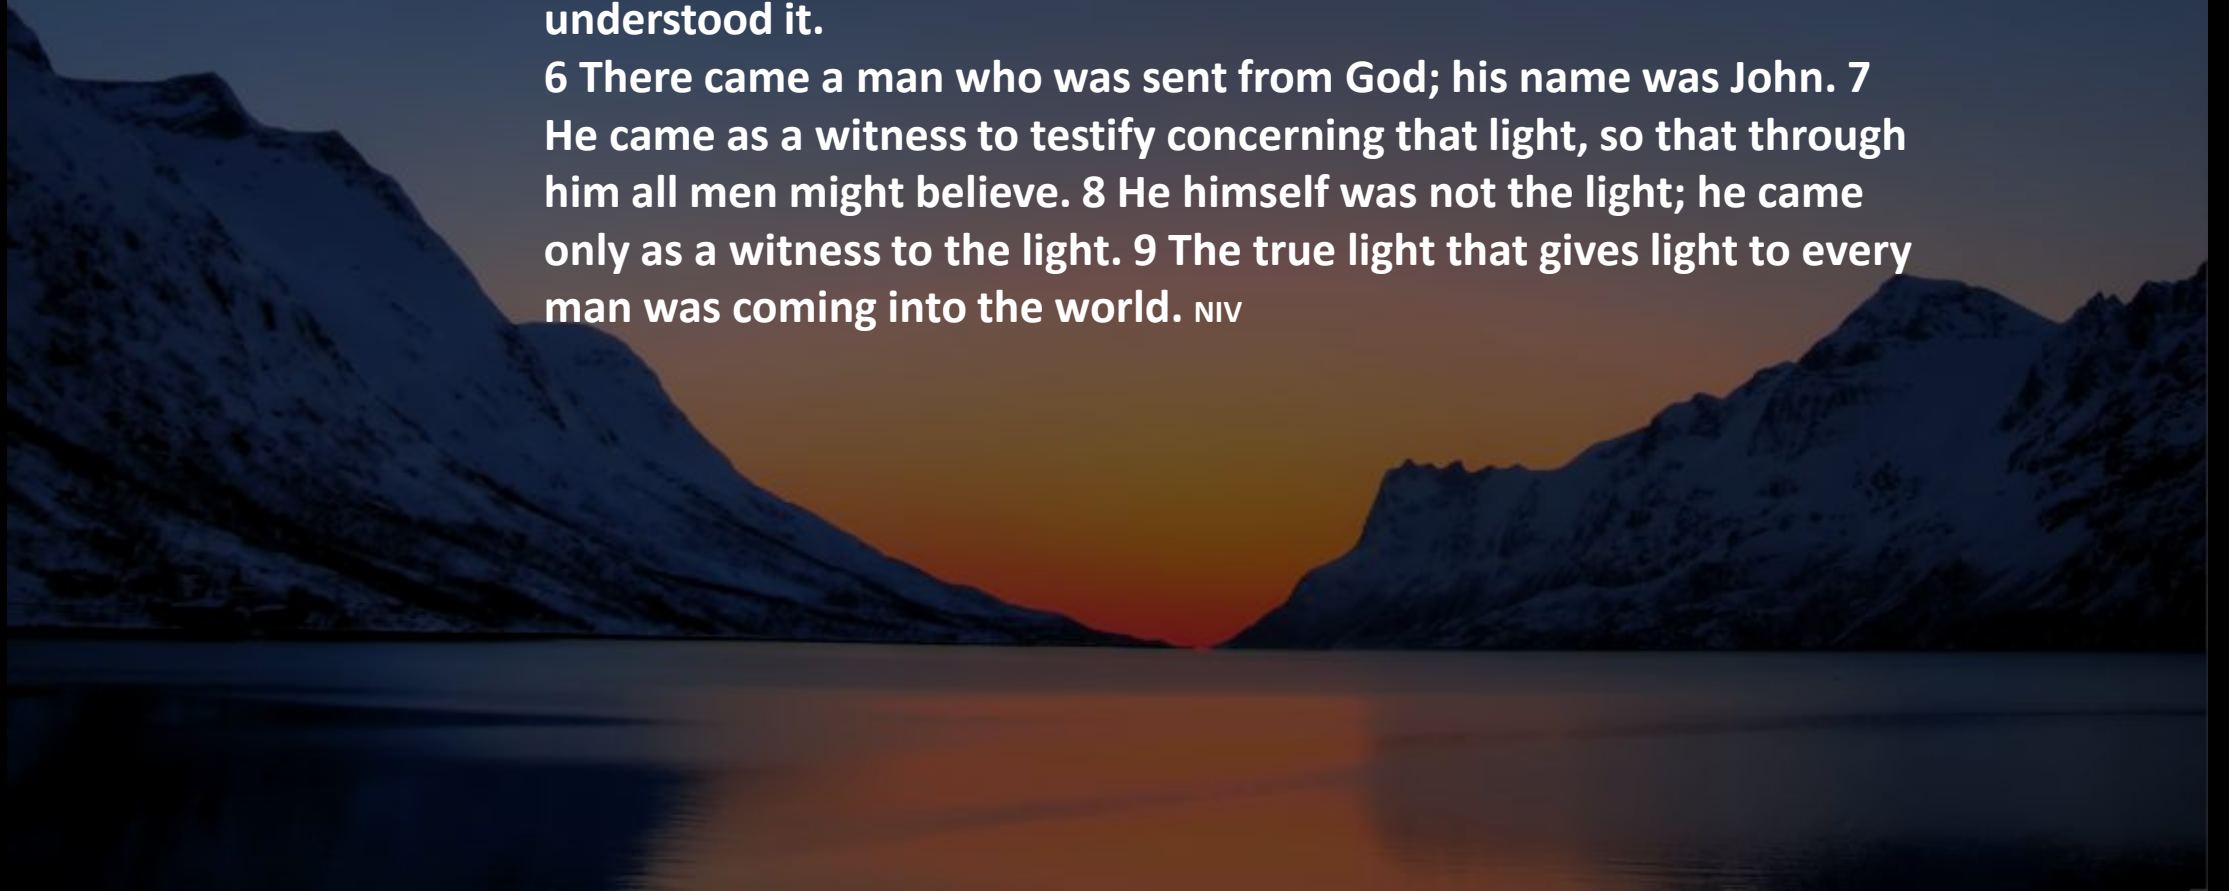 understood it.
6 There came a man who was sent from God; his name was John. 7
He came as a witness to testify concerning that light, so that through
him all men might believe. 8 He himself was not the light; he came
only as a witness to the light. 9 The true light that gives light to every
man was coming into the world. NIV